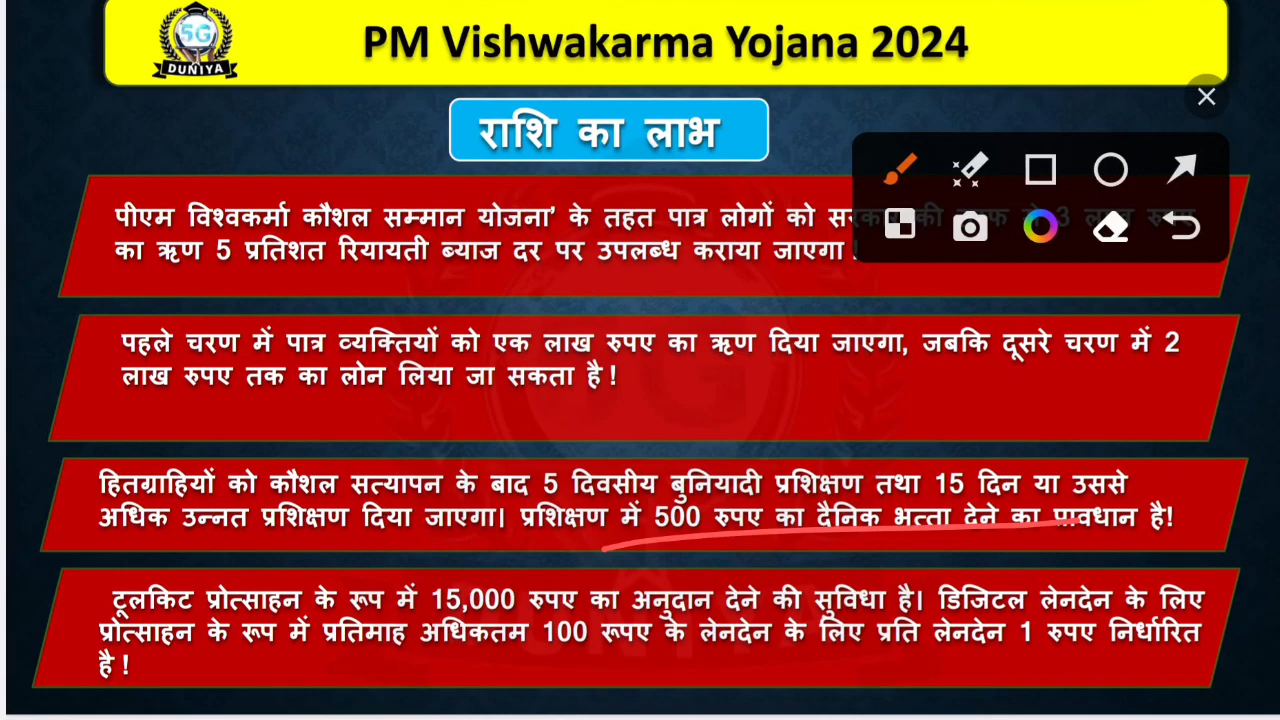 5G
DUNIYA
PM Vishwakarma Yojana 2024
राशि का लाभ
पीएम विश्वकर्मा कौशल सम्मान योजना’ के तहत पात्र लोगों को सरकार की तरफ से 3 लाख रुपए
का ऋण 5 प्रतिशत रियायती ब्याज दर पर उपलब्ध कराया जाएगा !
पहले चरण में पात्र व्यक्तियों को एक लाख रुपए का ऋण दिया जाएगा, जबकि दूसरे चरण में 2
लाख रुपए तक का लोन लिया जा सकता है !
हितग्राहियों को कौशल सत्यापन के बाद 5 दिवसीय बुनियादी प्रशिक्षण तथा 15 दिन या उससे
अधिक उन्नत प्रशिक्षण दिया जाएगा। प्रशिक्षण में 500 रुपए का दैनिक भत्ता देने का प्रावधान है!
टूलकिट प्रोत्साहन के रूप में 15,000 रुपए का अनुदान देने की सुविधा है। डिजिटल लेनदेन के लिए
प्रोत्साहन के रूप में प्रतिमाह अधिकतम 100 रूपए के लेनदेन के लिए प्रति लेनदेन 1 रुपए निर्धारित
है !